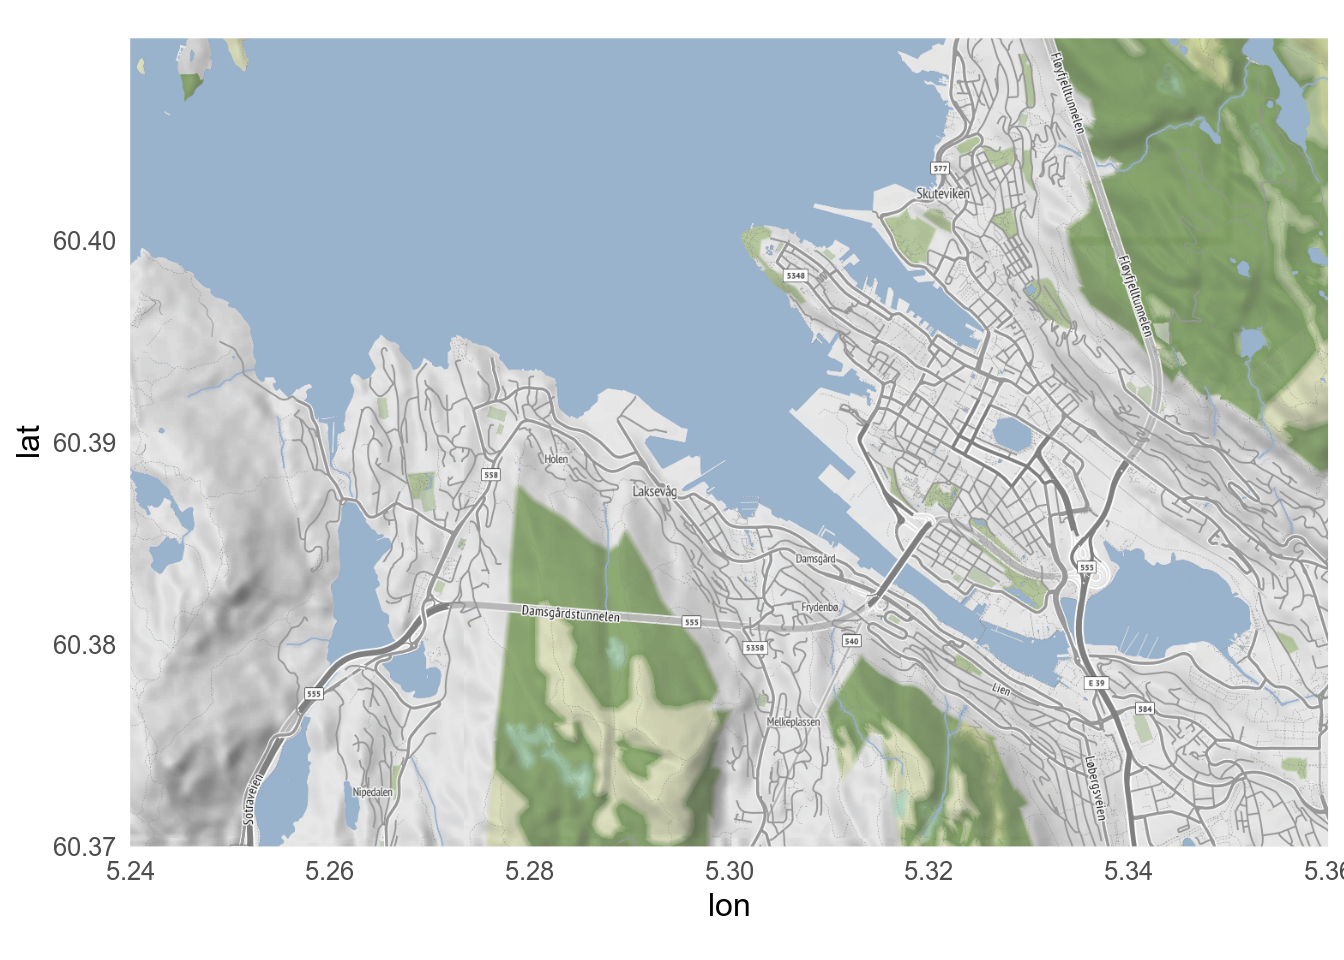 Fløyfjelltunnelen
577
Skuteviken
60.40
5348
Fløyfjelltunnelen
lat
60.39
Holen
558
Laksevåg
Damsgård
555
Frydenbø
Damsgårdstunnelen
555
540
60.38
5358
555
E 39
Lien
584
Melkeplassen
Løbergsveien
Nipedalen
Sotraveien
60.37
5.24
5.26
5.28
5.30
5.32
5.34
5.36
lon